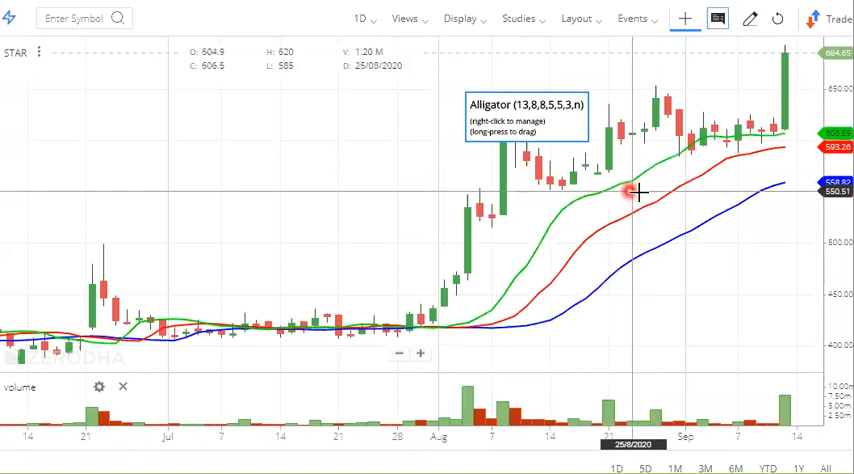 Enter Symbol
1D Views Display Studies Layout Events Trade
STAR
O: 604.9 H: 620 V: 1.20 M
C: 606.5 L: 585 D: 25/08/2020
684.65
650.00
Alligator (13,8,8,5,5,3,n)
(right-click to manage)
(long-press to drag)
593.26
558.82
550.51
500.00
450.00
400.00
ZERODHA
volume
10.00m
7.50m
5.00m
2.50m
14 21 Jul 7 14 21 28 Aug 7 14 21 25/8/2020 Sep 7 14
1D 5D 1M 3M 6M YTD 1Y All